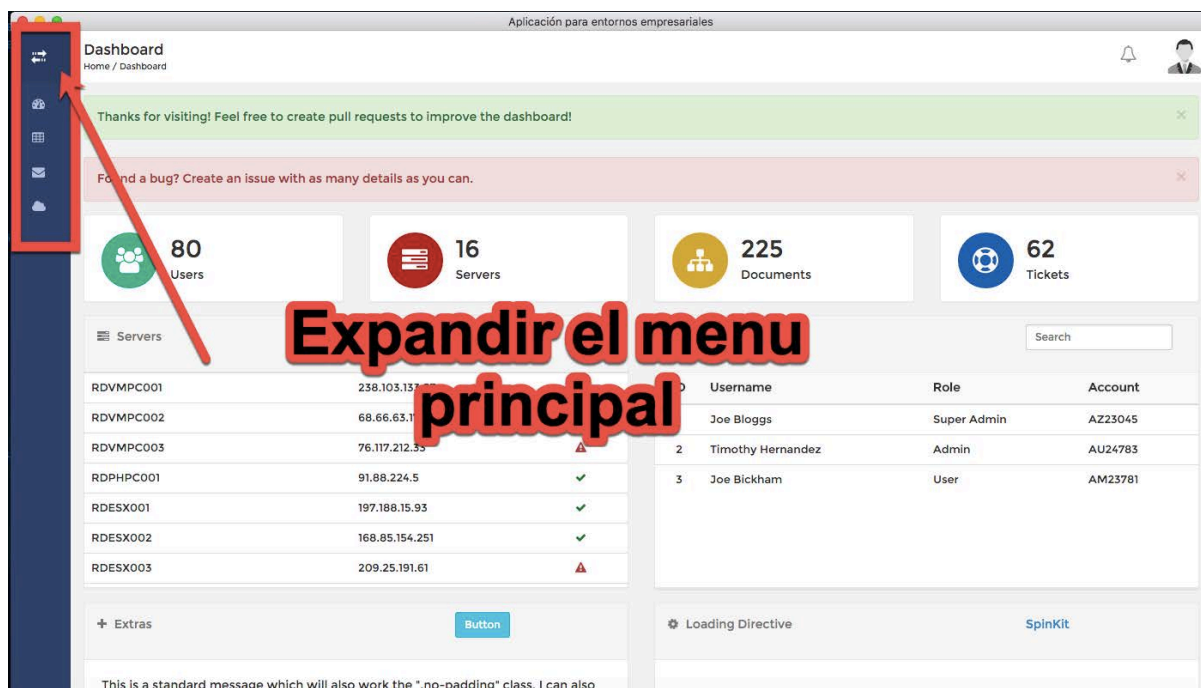 Aplicación para entornos empresariales
Dashboard
Home / Dashboard
Thanks for visiting! Feel free to create pull requests to improve the dashboard!
×
Found a bug? Create an issue with as many details as you can.
×
80
Users
16
Servers
225
Documents
62
Tickets
Expandir el menu
principal
Servers
Search
RDVMPC001 238.103.133
RDVMPC002 68.66.63
RDVMPC003 76.117.212.33
RDPHPC001 91.88.224.5
RDESX001 197.188.15.93
RDESX002 168.85.154.251
RDESX003 209.25.191.61
Username Role Account
Joe Bloggs Super Admin AZ23045
2 Timothy Hernandez Admin AU24783
3 Joe Bickham User AM23781
+ Extras
Button
Loading Directive
SpinKit
This is a standard message which will also work the ".no-padding" class, I can also